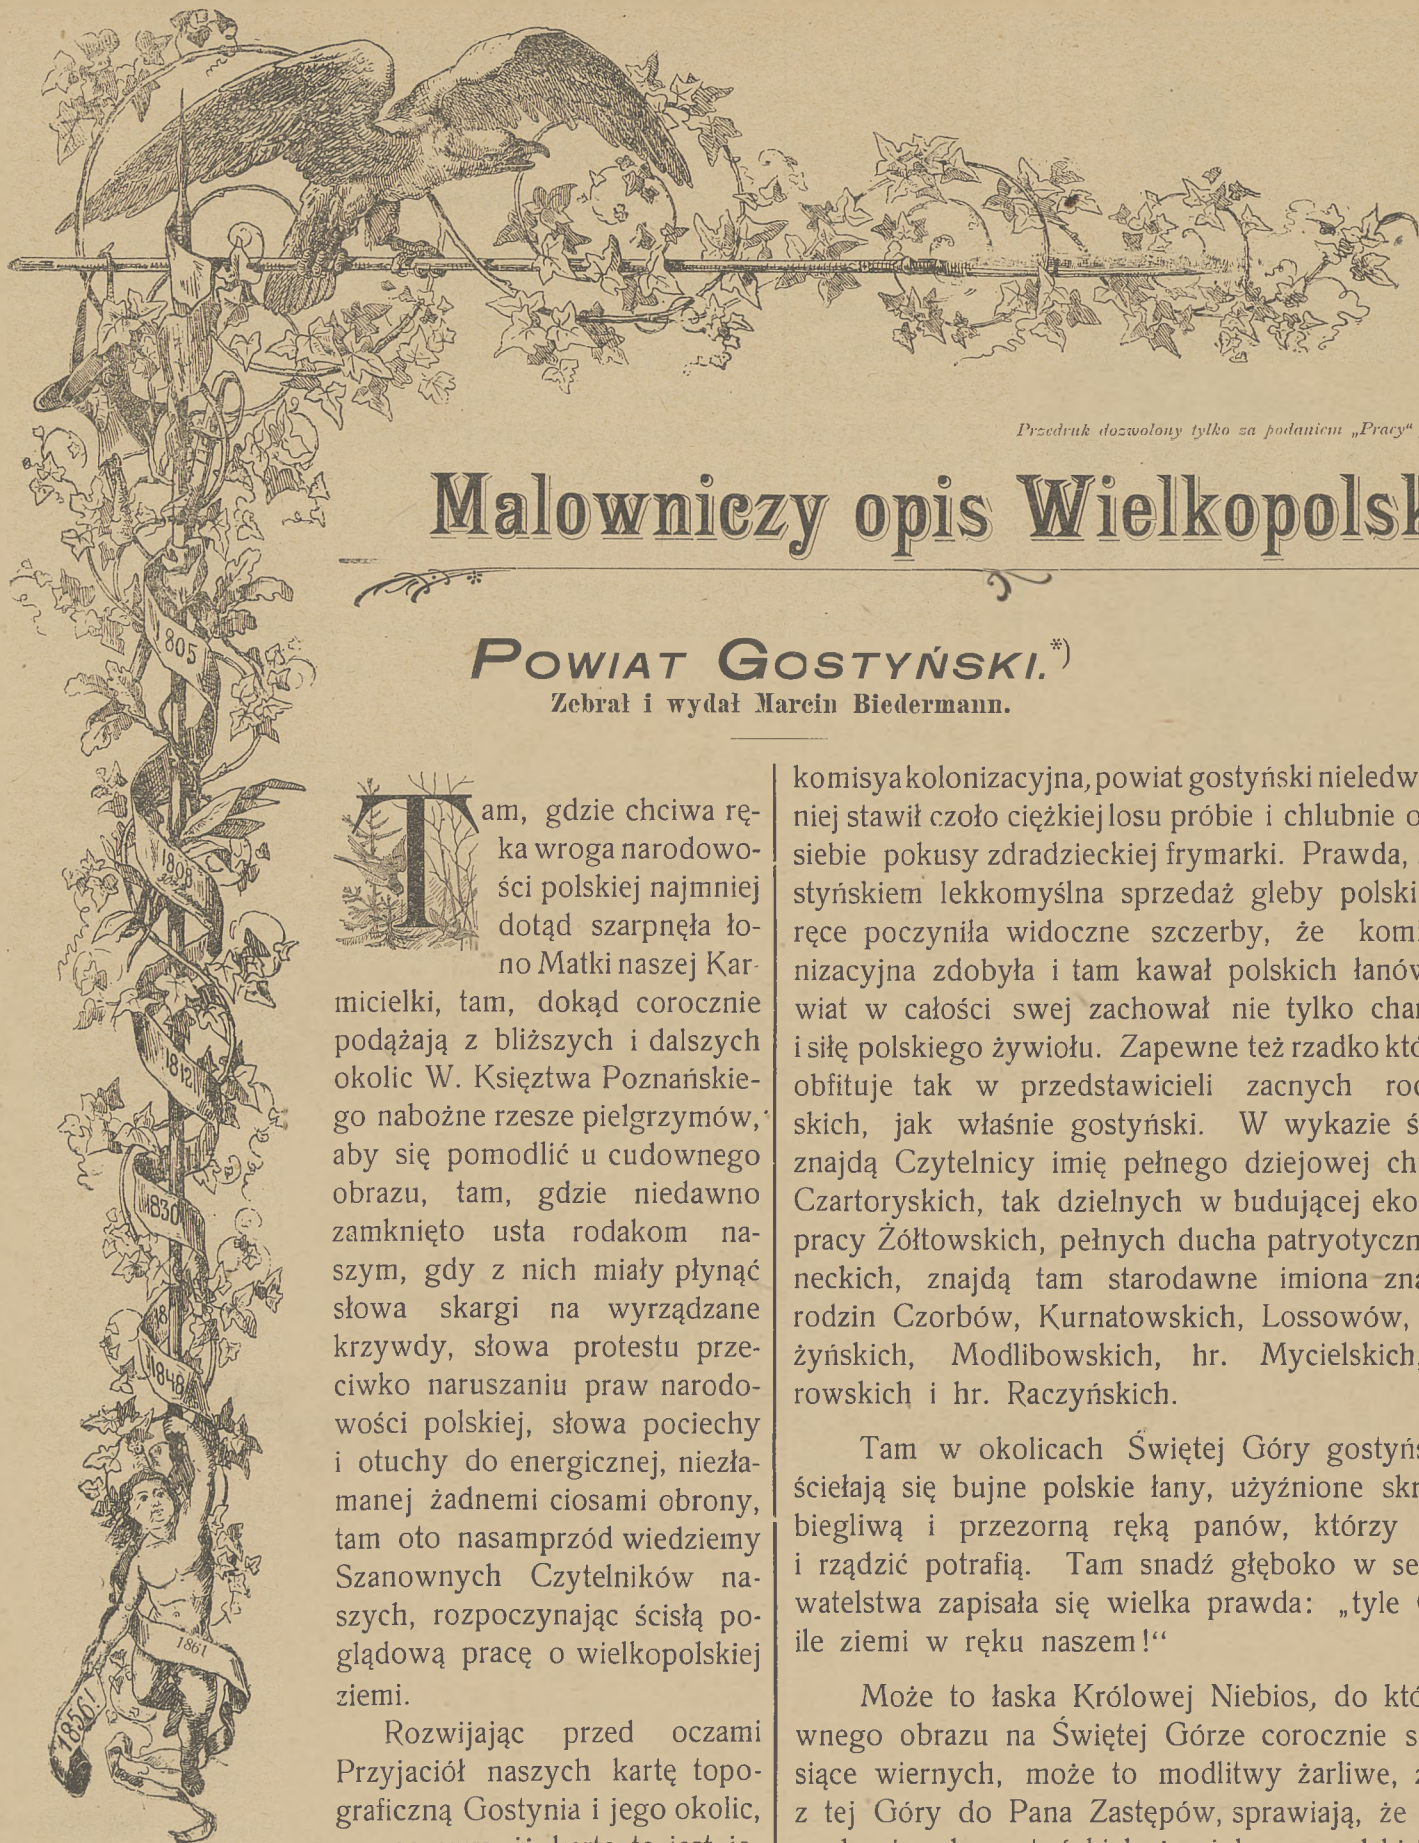 Przedruk dozwolony tylko za podaniem „Pracy“
Malowniczy opis Wielkopolsk
POWIAT GOSTYŃSKI.*)
Zebrał i wydał Marcin Biedermann.
1805
1808
1812
1830
18
1848
1861
1856!
Tam, gdzie chciwa rę-
ka wroga narodowo-
ści polskiej najmniej
dotąd szarpnęła ło-
no Matki naszej Kar-
micielki, tam, dokąd corocznie
podążają z bliższych i dalszych
okolic W. Księztwa Poznańskie-
go nabożne rzesze pielgrzymów,
aby się pomodlić u cudownego
obrazu, tam, gdzie niedawno
zamknięto usta rodakom na-
szym, gdy z nich miały płynąć
słowa skargi na wyrządzane
krzywdy, słowa protestu prze-
ciwko naruszaniu praw narodo-
wości polskiej, słowa pociechy
i otuchy do energicznej, niezła-
manej żadnemi ciosami obrony,
tam oto nasamprzód wiedziemy
Szanownych Czytelników na-
szych, rozpoczynając ścisłą po-
glądową pracę o wielkopolskiej
ziemi.
Rozwijając przed oczami
Przyjaciół naszych kartę topo-
graficzną Gostynia i jego okolic,
komisya kolonizacyjna, powiat gostyński nieledw
niej stawił czoło ciężkiej losu próbie i chlubnie o
siebie pokusy zdradzieckiej frymarki. Prawda,
styńskiem lekkomyślna sprzedaż gleby polski
ręce poczyniła widoczne szczerby, że kom
nizacyjna zdobyła i tam kawał polskich łanów
wiat w całości swej zachował nie tylko char
i siłę polskiego żywiołu. Zapewne też rzadko któ
obfituje tak w przedstawicieli zacnych rod
skich, jak właśnie gostyński. W wykazie ś
znajdą Czytelnicy imię pełnego dziejowej ch
Czartoryskich, tak dzielnych w budującej eko
pracy Żółtowskich, pełnych ducha patryotyczn
neckich, znajdą tam starodawne imiona zna
rodzin Czorbów, Kurnatowskich, Lossowów,
żyńskich, Modlibowskich, hr. Mycielskich,
rowskich i hr. Raczyńskich.
Tam w okolicach Świętej Góry gostyńs
ściełają się bujne polskie łany, użyźnione skr
biegliwą i przezorną ręką panów, którzy
i rządzić potrafią. Tam snadź głęboko w se
watelstwa zapisała się wielka prawda: „tyle
ile ziemi w ręku naszem!“
Może to łaska Królowej Niebios, do któ
wnego obrazu na Świętej Górze corocznie s
siące wiernych, może to modlitwy żarliwe,
z tej Góry do Pana Zastępów, sprawiają, że